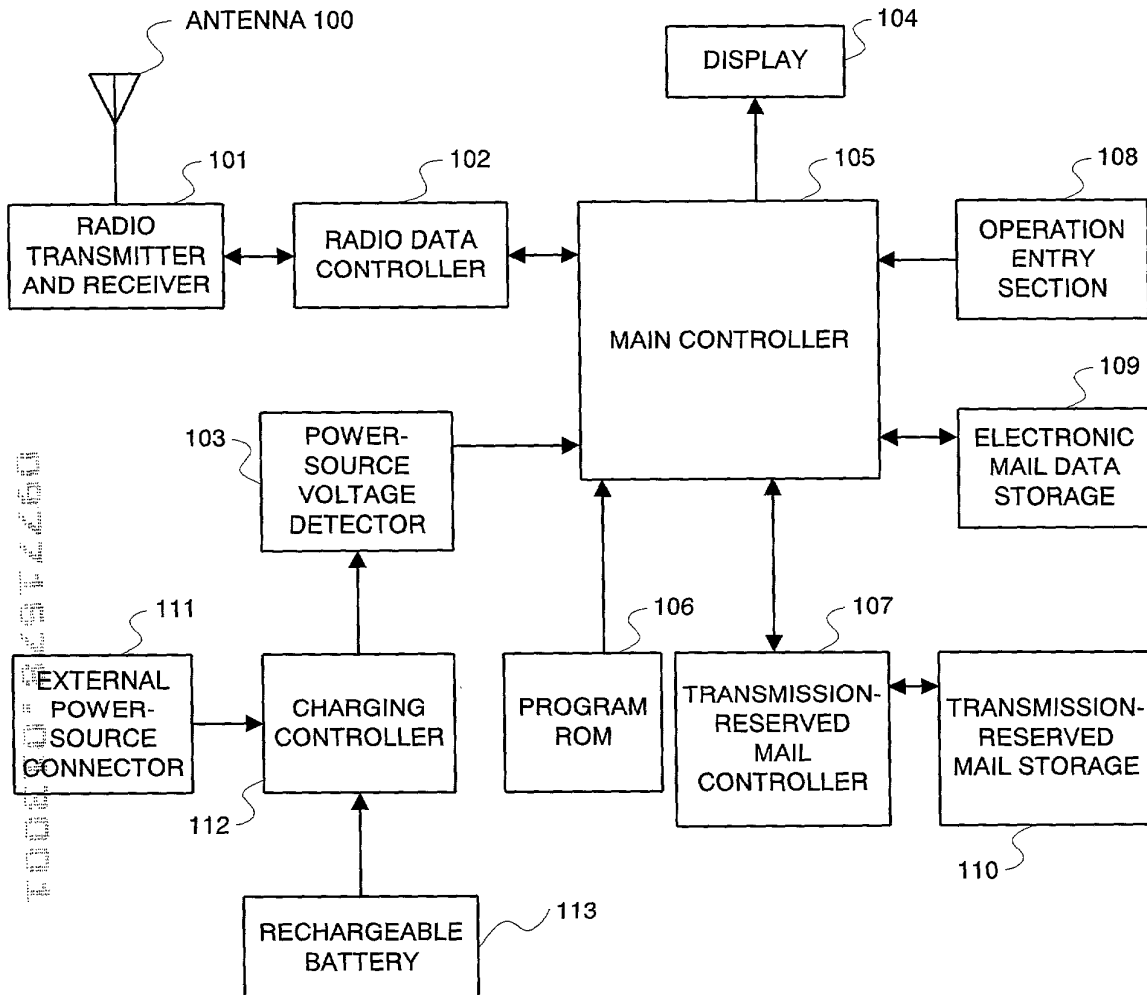 ANTENNA 100
104
DISPLAY
101
102
105
108
RADIO
TRANSMITTER
AND RECEIVER
RADIO DATA
CONTROLLER
MAIN CONTROLLER
OPERATION
ENTRY
SECTION
103
POWER-
SOURCE
VOLTAGE
DETECTOR
109
ELECTRONIC
MAIL DATA
STORAGE
111
106
107
EXTERNAL
POWER-
SOURCE
CONNECTOR
CHARGING
CONTROLLER
PROGRAM
ROM
TRANSMISSION-
RESERVED
MAIL
CONTROLLER
TRANSMISSION-
RESERVED
MAIL STORAGE
112
110
113
RECHARGEABLE
BATTERY